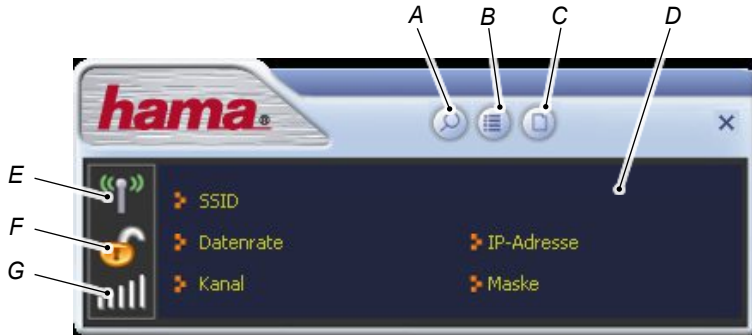 A B C D
hama®
E
SSID
F
Datenrate IP-Adresse
G
Kanal Maske